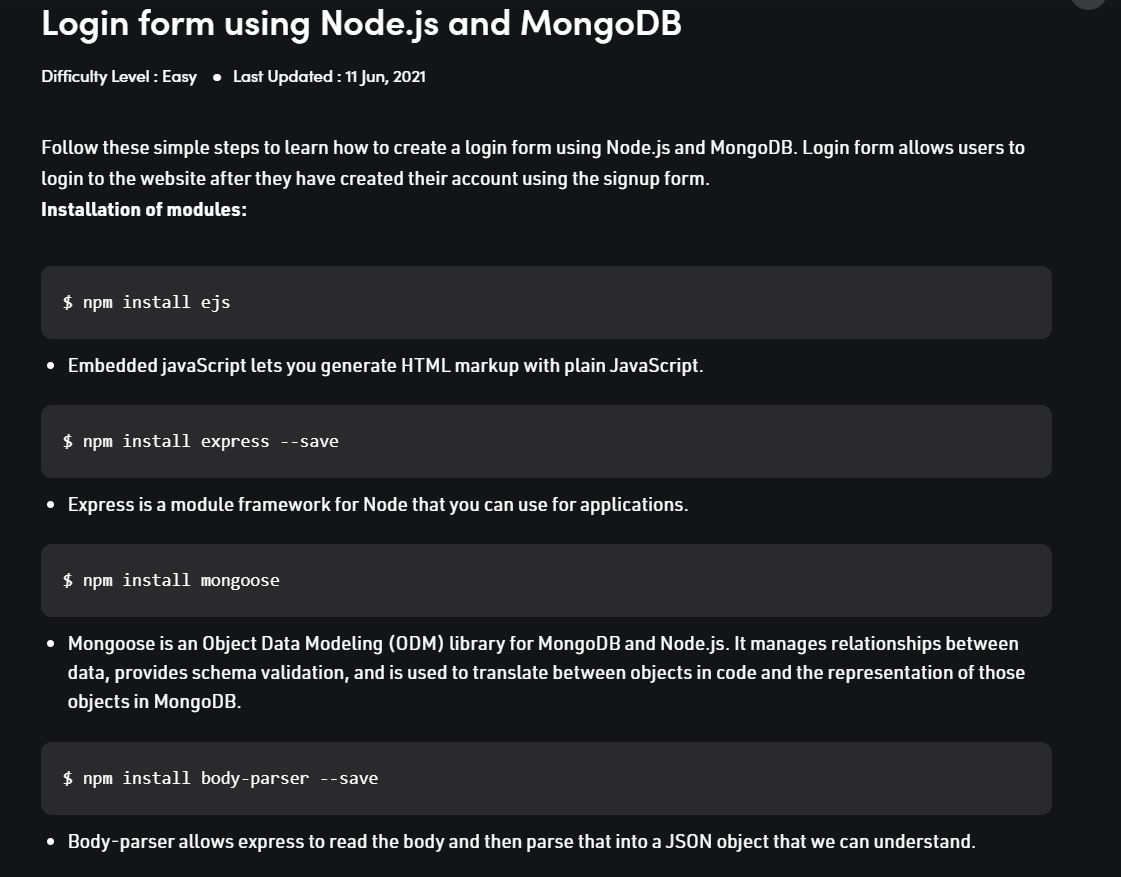 Login form using Node.js and MongoDB
Difficulty Level : Easy ● Last Updated : 11 Jun, 2021
Follow these simple steps to learn how to create a login form using Node.js and MongoDB. Login form allows users to
login to the website after they have created their account using the signup form.
Installation of modules:
$ npm install ejs
• Embedded javaScript lets you generate HTML markup with plain JavaScript.
$ npm install express --save
• Express is a module framework for Node that you can use for applications.
$ npm install mongoose
• Mongoose is an Object Data Modeling (ODM) library for MongoDB and Node.js. It manages relationships between
data, provides schema validation, and is used to translate between objects in code and the representation of those
objects in MongoDB.
$ npm install body-parser --save
• Body-parser allows express to read the body and then parse that into a JSON object that we can understand.